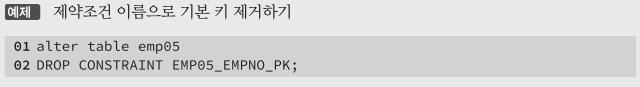 예제 제약조건 이름으로 기본 키 제거하기
01 alter table emp05
02 DROP CONSTRAINT EMP05_EMPNO_PK;